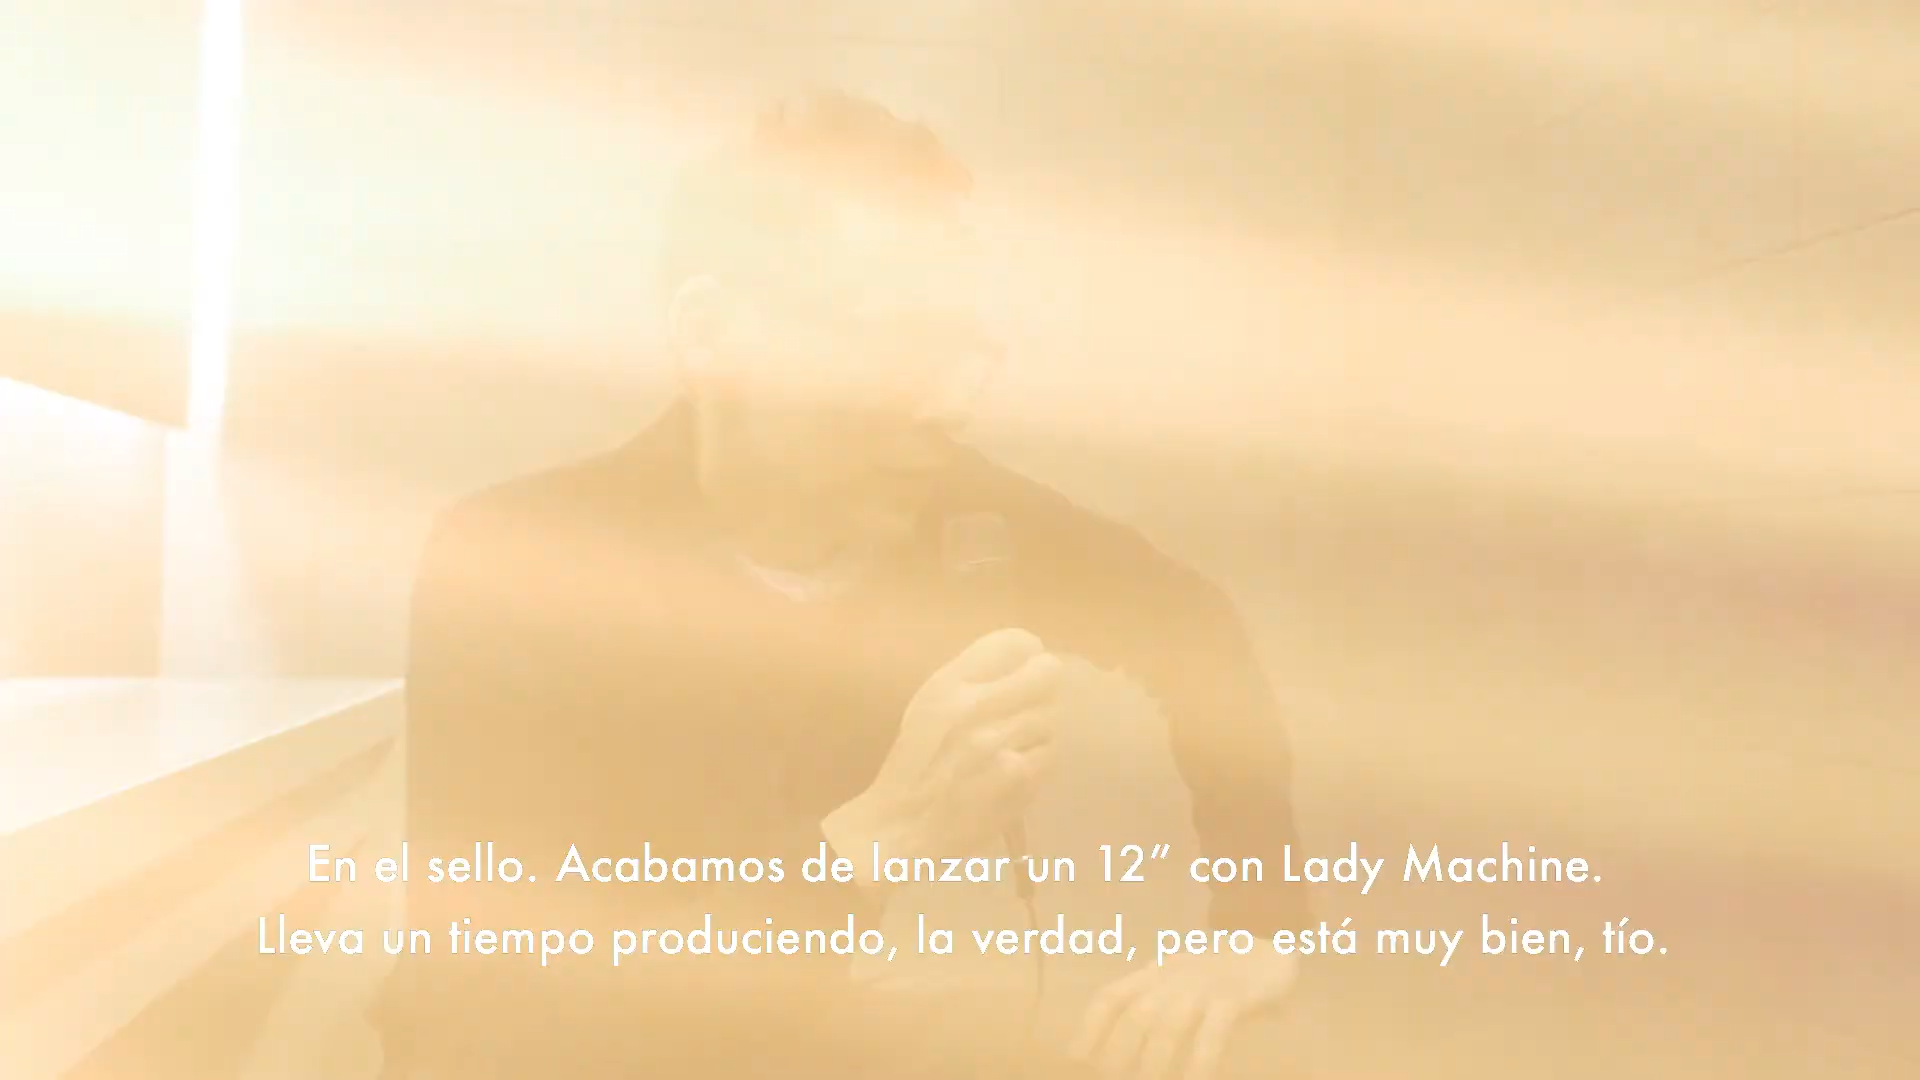 En el sello. Acabamos de lanzar un 12” con Lady Machine.
Lleva un tiempo produciendo, la verdad, pero está muy bien, tío.